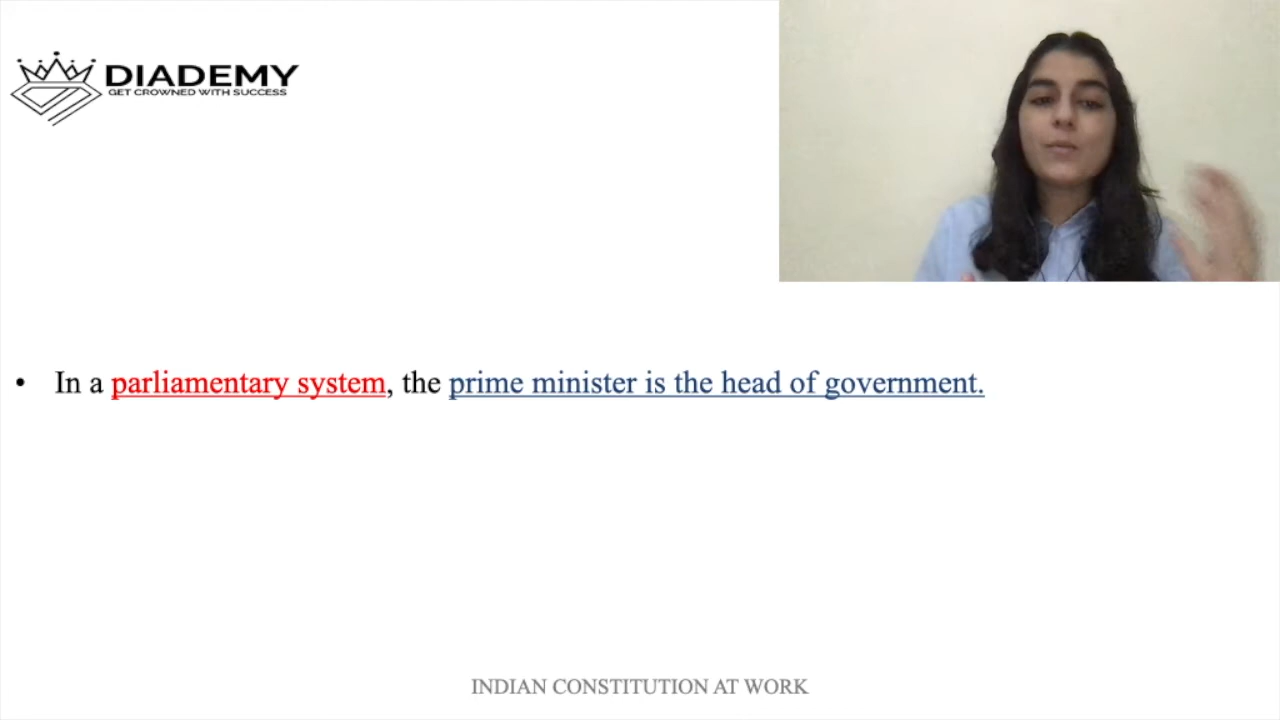 DIADEMY
GET CROWNED WITH SUCCESS
• In a parliamentary system, the prime minister is the head of government.
INDIAN CONSTITUTION AT WORK